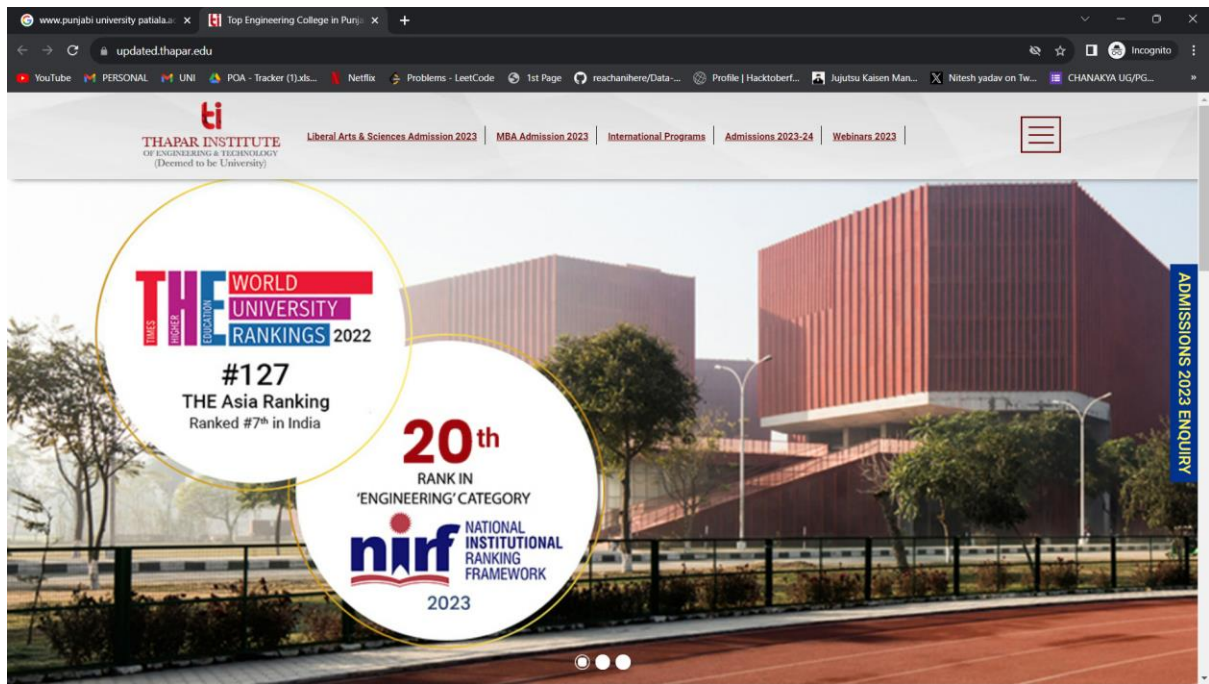 www.punjabi university patiala.ac
Top Engineering College in Punja
updated.thapar.edu
Incognito
YouTube
PERSONAL
UNI
POA - Tracker (1).xls...
Netflix
Problems - LeetCode
1st Page
reachanihere/Data-...
Profile | Hacktoberf...
Jujutsu Kaisen Man...
Nitesh yadav on Tw...
CHANAKYA UG/PG...
»
ti
THAPAR INSTITUTE
OF ENGINEERING & TECHNOLOGY
(Deemed to be University)
Liberal Arts & Sciences Admission 2023
MBA Admission 2023
International Programs
Admissions 2023-24
Webinars 2023
THE
TIMES
HIGHER
EDUCATION
WORLD
UNIVERSITY
RANKINGS 2022
#127
THE Asia Ranking
Ranked #7th in India
20th
RANK IN
'ENGINEERING' CATEGORY
nirf
NATIONAL
INSTITUTIONAL
RANKING
FRAMEWORK
2023
ADMISSIONS 2023 ENQUIRY